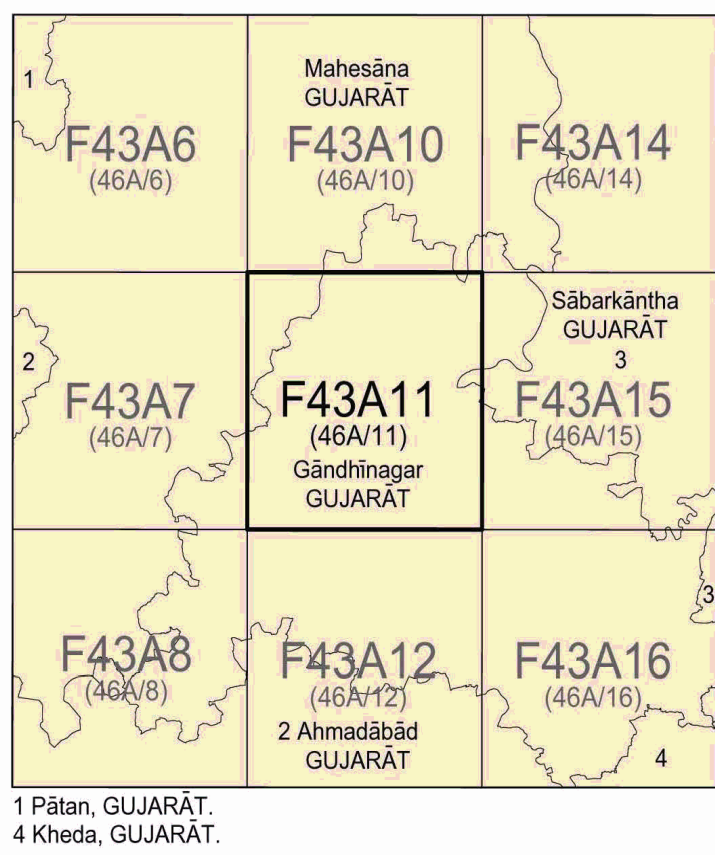 1
Mahesāna
GUJARĀT
F43A6
(46A/6)
F43A10
(46A/10)
F43A14
(46A/14)
2
F43A7
(46A/7)
F43A11
(46A/11)
Gāndhīnagar
GUJARĀT
Sābarkāntha
GUJARĀT
3
F43A15
(46A/15)
F43A8
(46A/8)
F43A12
(46A/12)
2 Ahmadābād
GUJARĀT
F43A16
(46A/16)
3
4
1 Pātan, GUJARĀT.
4 Kheda, GUJARĀT.